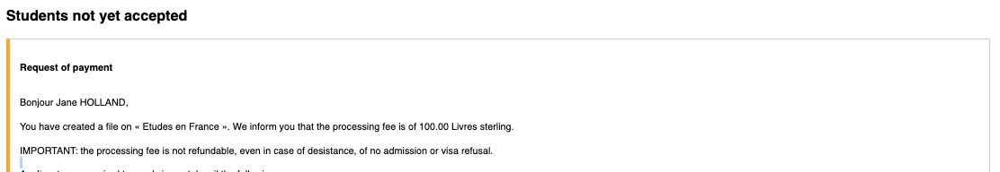 Students not yet accepted
Request of payment
Bonjour Jane HOLLAND,
You have created a file on « Etudes en France ». We inform you that the processing fee is of 100.00 Livres sterling.
IMPORTANT: the processing fee is not refundable, even in case of desistance, of no admission or visa refusal.